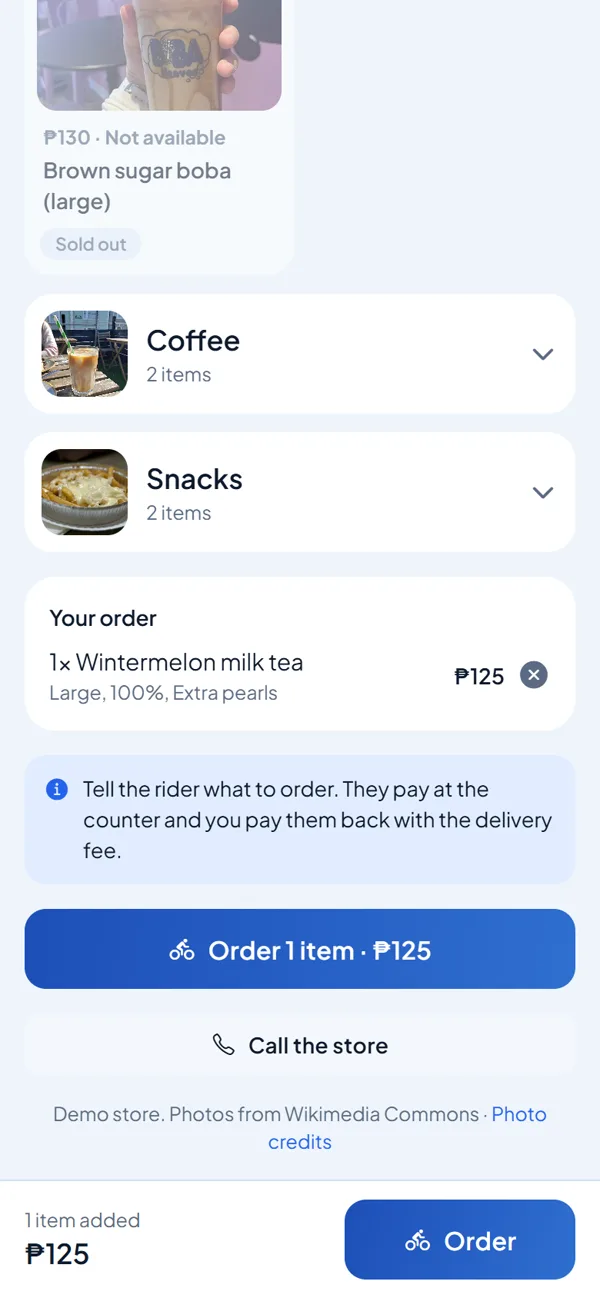 BOBA
₱130 · Not available
Brown sugar boba
(large)
Sold out
Coffee
2 items
Snacks
2 items
Your order
1× Wintermelon milk tea
Large, 100%, Extra pearls
₱125
Tell the rider what to order. They pay at the
counter and you pay them back with the delivery
fee.
Order 1 item · ₱125
Call the store
Demo store. Photos from Wikimedia Commons · Photo
credits
1 item added
₱125
Order